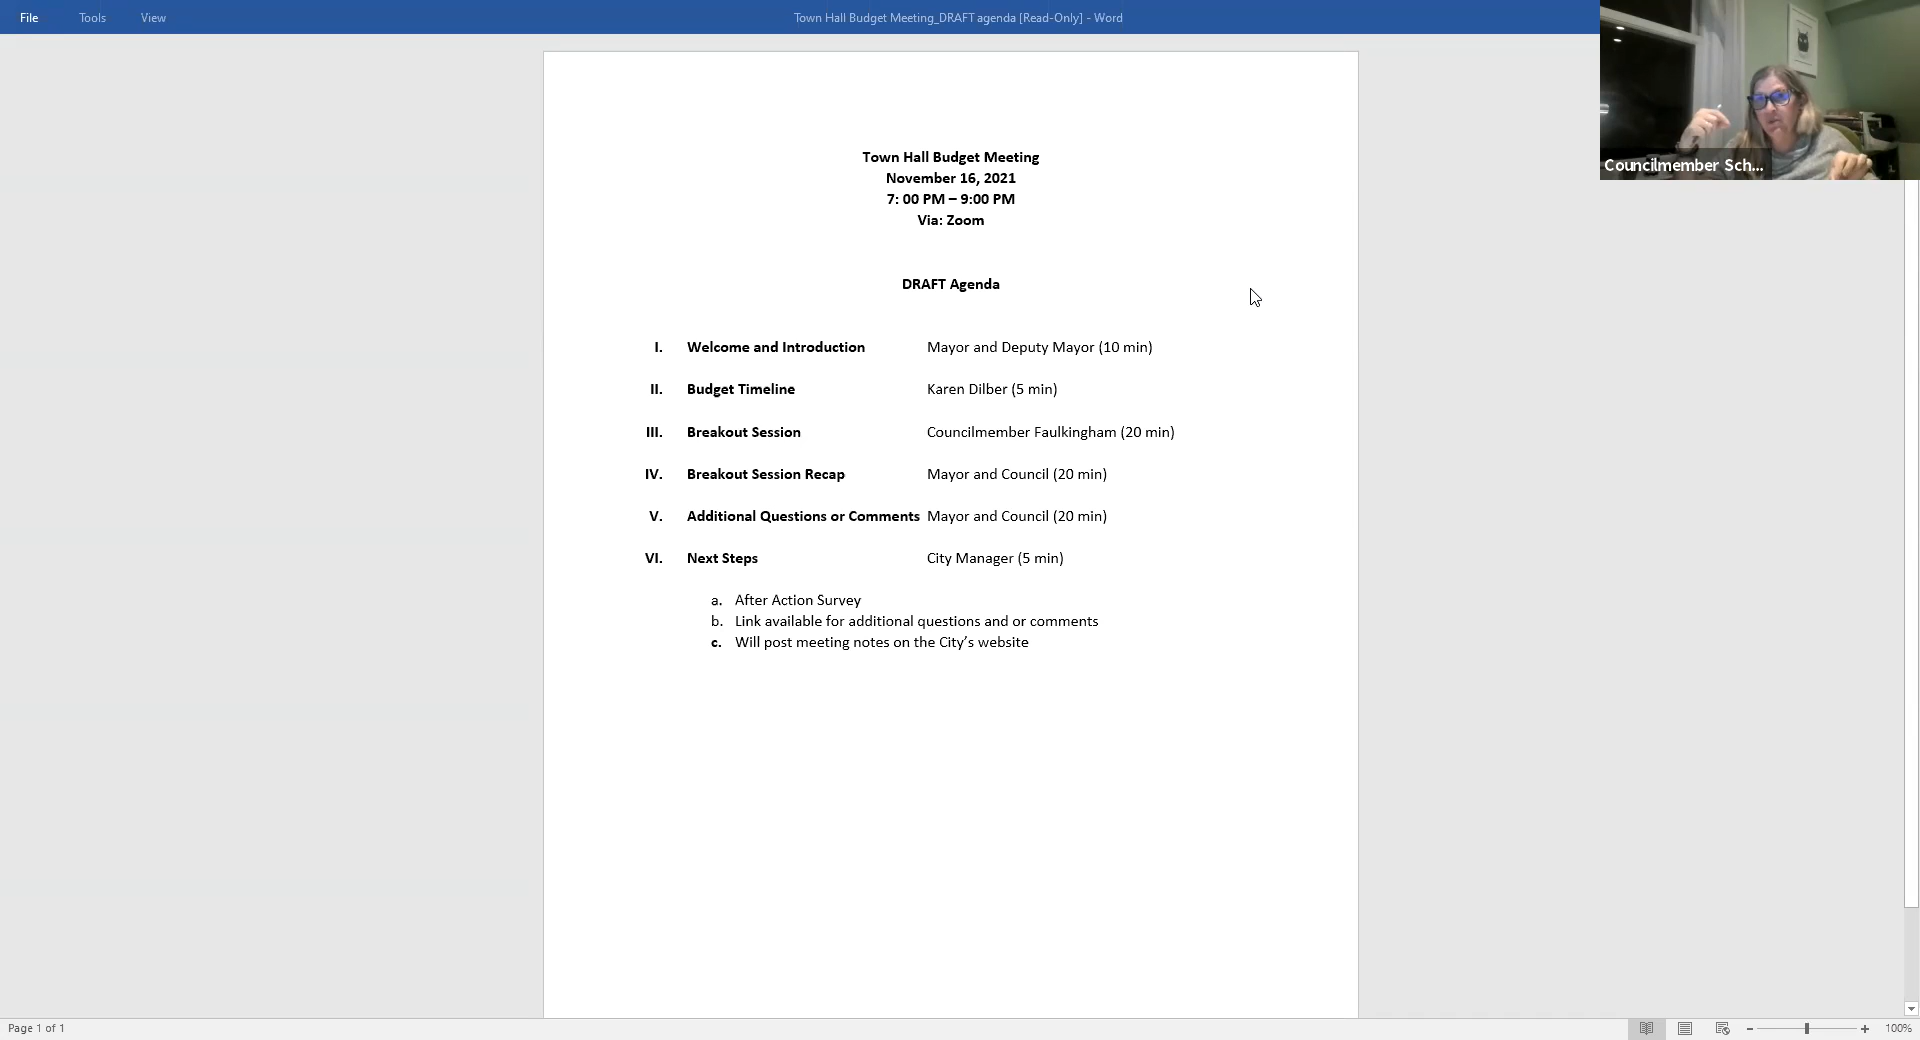 File Tools View Town Hall Budget Meeting_DRAFT agenda [Read-Only] - Word
Councilmember Sch...
Town Hall Budget Meeting
November 16, 2021
7: 00 PM – 9:00 PM
Via: Zoom
DRAFT Agenda
I. Welcome and Introduction Mayor and Deputy Mayor (10 min)
II. Budget Timeline Karen Dilber (5 min)
III. Breakout Session Councilmember Faulkingham (20 min)
IV. Breakout Session Recap Mayor and Council (20 min)
V. Additional Questions or Comments Mayor and Council (20 min)
VI. Next Steps City Manager (5 min)
a. After Action Survey
b. Link available for additional questions and or comments
c. Will post meeting notes on the City’s website
Page 1 of 1 100%